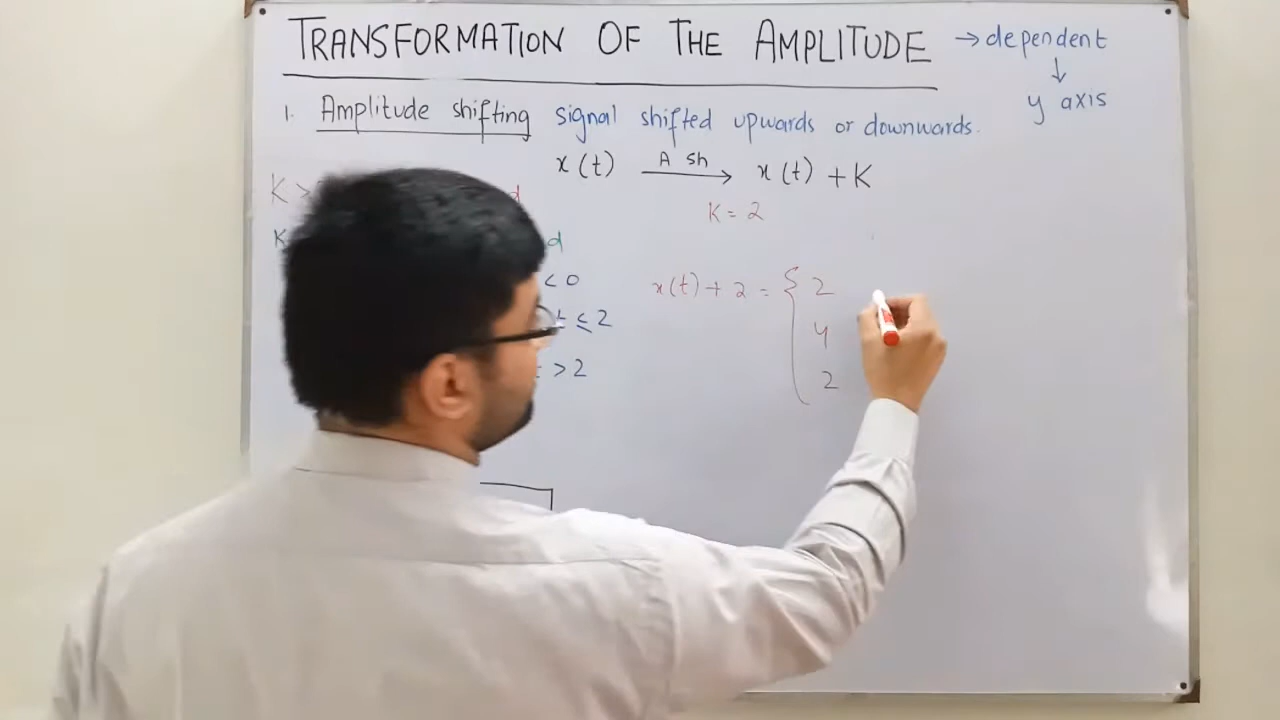 TRANSFORMATION OF THE AMPLITUDE → dependent
↓
y axis
1. Amplitude shifting signal shifted upwards or downwards.
x(t) A sh → x(t) + K
K >
K = 2
K
d
< 0
x(t) + 2 = { 2
≤ 2
4
> 2
2